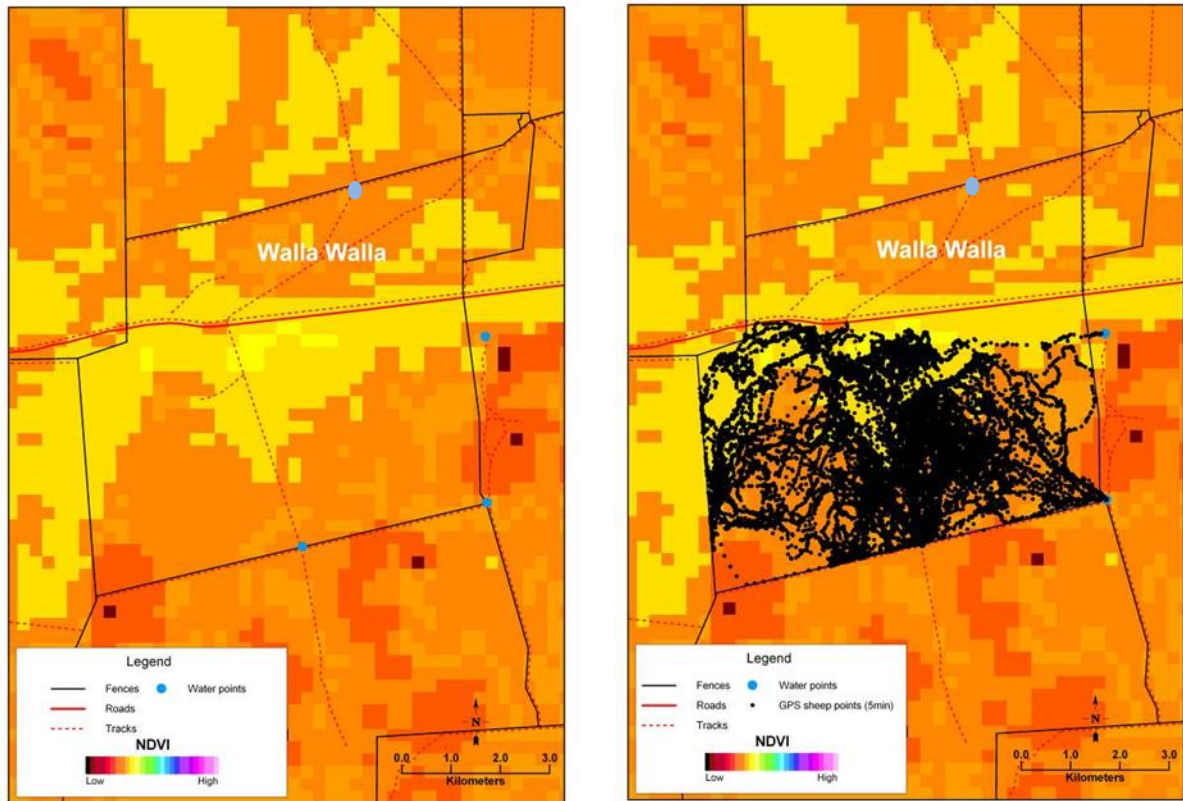 Walla Walla
Legend
Fences Water points
Roads
Tracks
NDVI
Low High
N
0.0 1.0 2.0 3.0
Kilometers
Walla Walla
Legend
Fences Water points
Roads GPS sheep points (5min)
Tracks
NDVI
Low High
N
0.0 1.0 2.0 3.0
Kilometers